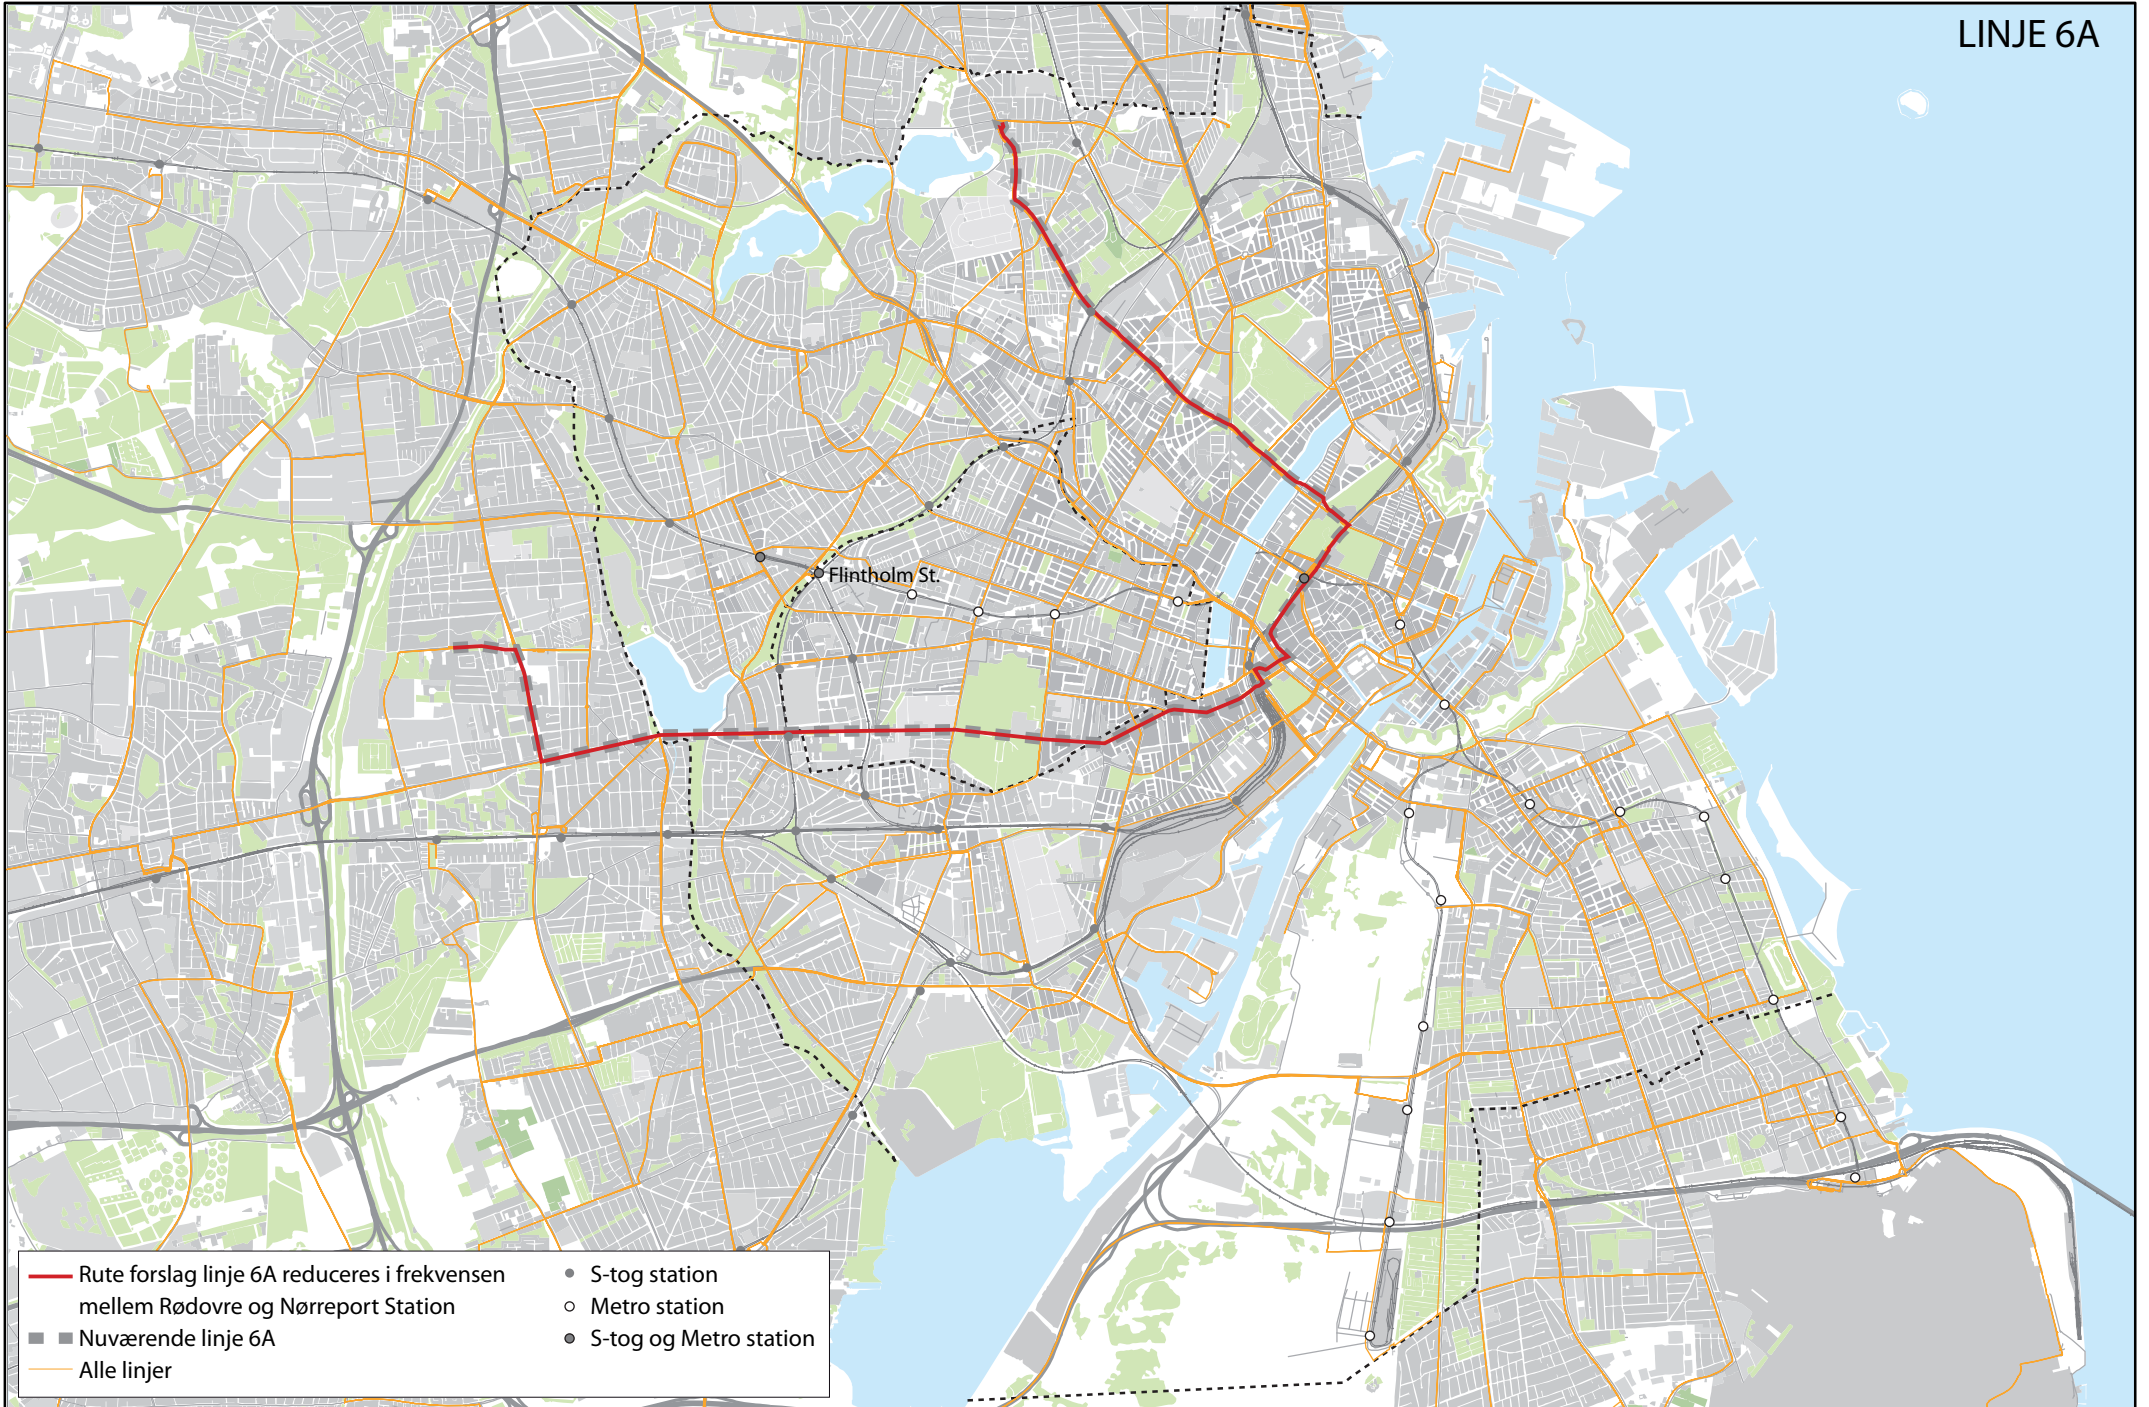 LINJE 6A
Flintholm St.
Rute forslag linje 6A reduceres i frekvensen
mellem Rødovre og Nørreport Station
Nuværende linje 6A
Alle linjer
S-tog station
Metro station
S-tog og Metro station